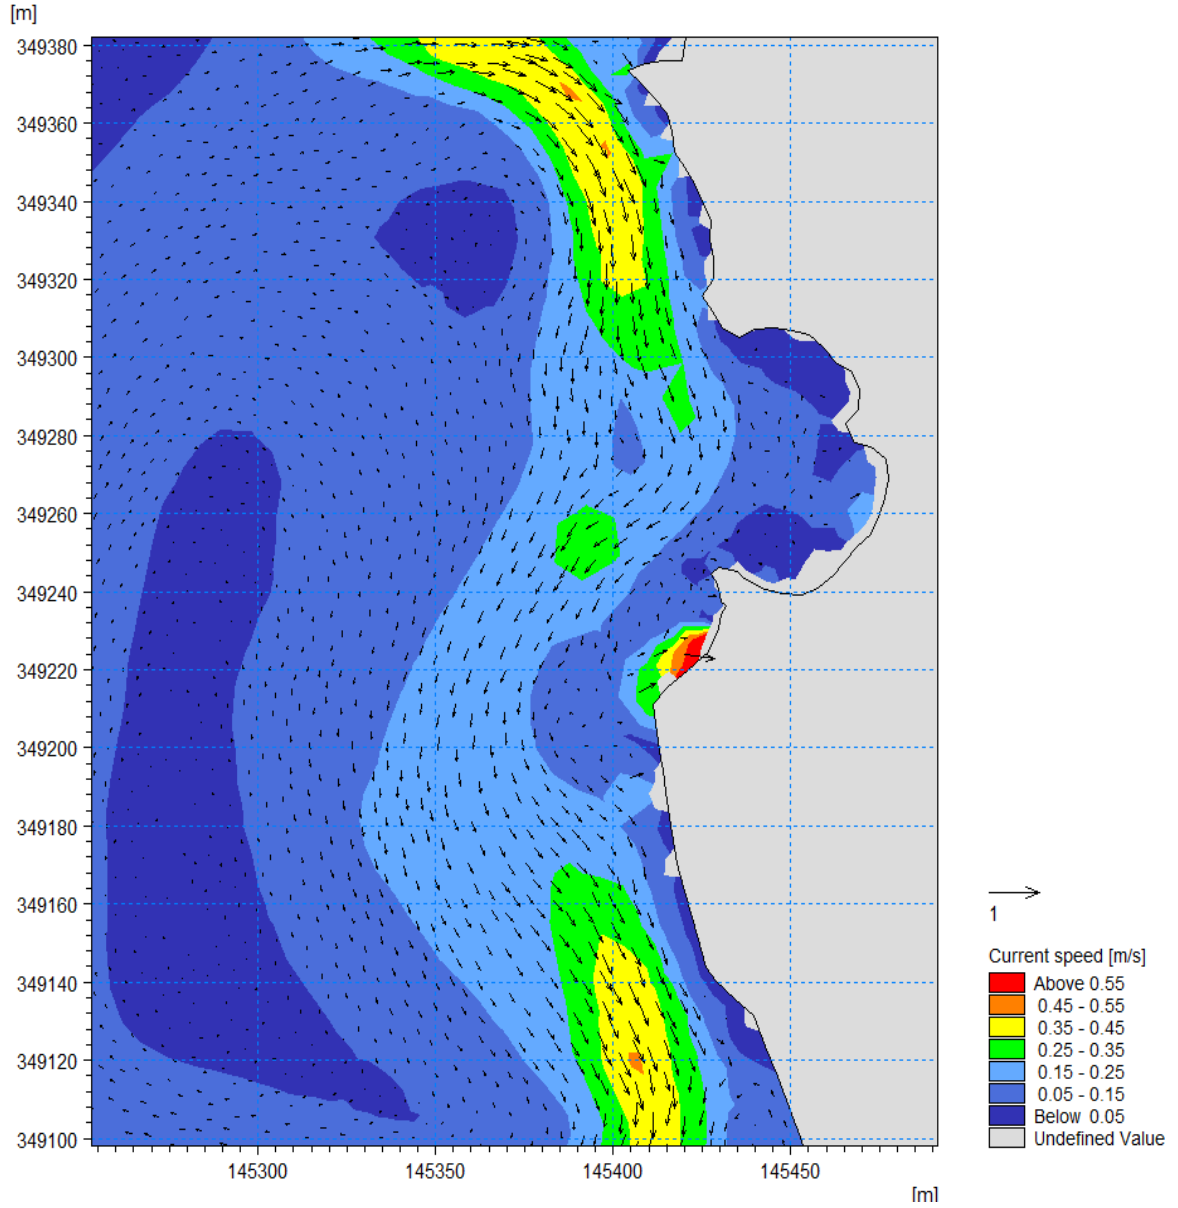 [m]
349380
349360
349340
349320
349300
349280
349260
349240
349220
349200
349180
349160
349140
349120
349100
145300
145350
145400
145450
[m]
1
Current speed [m/s]
Above 0.55
0.45 - 0.55
0.35 - 0.45
0.25 - 0.35
0.15 - 0.25
0.05 - 0.15
Below 0.05
Undefined Value